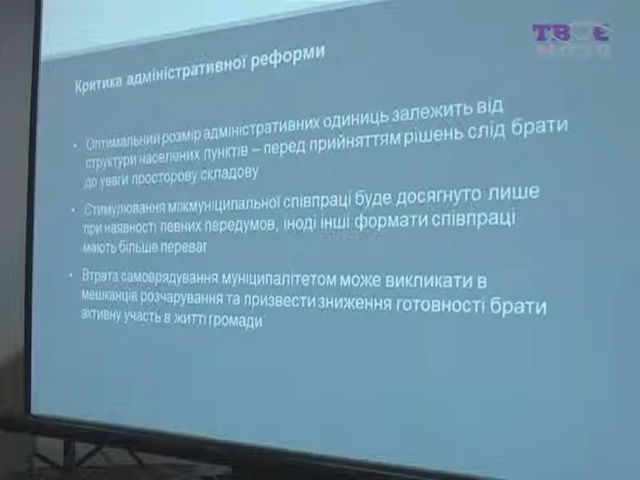 ТВОЄ
МІСТО
Критика адміністративної реформи
• Оптимальний розмір адміністративних одиниць залежить від
структури населених пунктів – перед прийняттям рішень слід брати
до уваги просторову складову
• Стимулювання міжмуніципальної співпраці буде досягнуто лише
при наявності певних передумов, іноді інші формати співпраці
мають більше переваг
• Втрата самоврядування муніципалітетом може викликати в
мешканців розчарування та призвести зниження готовності брати
активну участь в житті громади